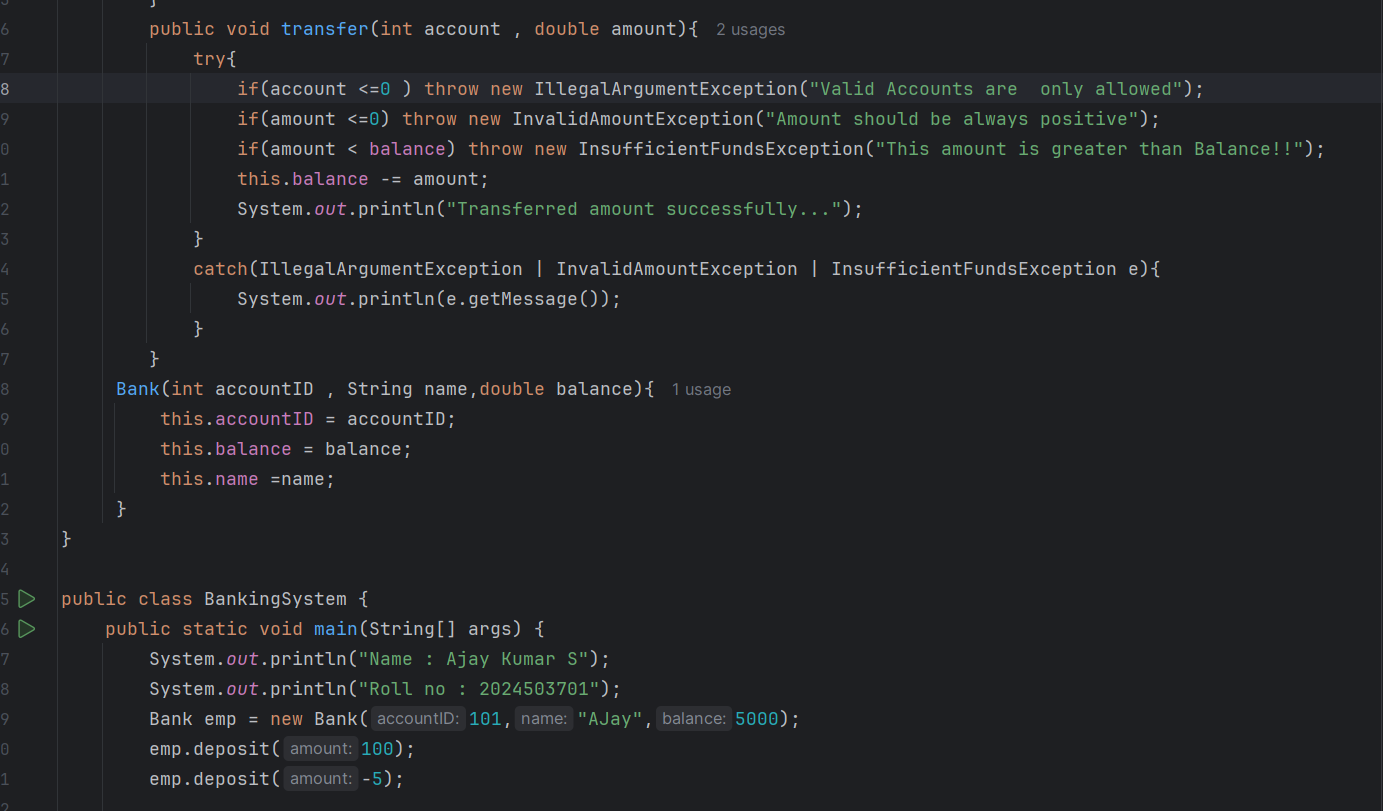 }
6 public void transfer(int account , double amount){ 2 usages
7 try{
8 if(account <=0 ) throw new IllegalArgumentException("Valid Accounts are  only allowed");
9 if(amount <=0) throw new InvalidAmountException("Amount should be always positive");
0 if(amount < balance) throw new InsufficientFundsException("This amount is greater than Balance!!");
1 this.balance -= amount;
2 System.out.println("Transferred amount successfully...");
3 }
4 catch(IllegalArgumentException | InvalidAmountException | InsufficientFundsException e){
5 System.out.println(e.getMessage());
6 }
7 }
8 Bank(int accountID , String name,double balance){ 1 usage
9 this.accountID = accountID;
0 this.balance = balance;
1 this.name =name;
2 }
3 }
4
5 public class BankingSystem {
6 public static void main(String[] args) {
7 System.out.println("Name : Ajay Kumar S");
8 System.out.println("Roll no : 2024503701");
9 Bank emp = new Bank( accountID: 101, name: "AJay", balance: 5000);
0 emp.deposit( amount: 100);
1 emp.deposit( amount: -5);